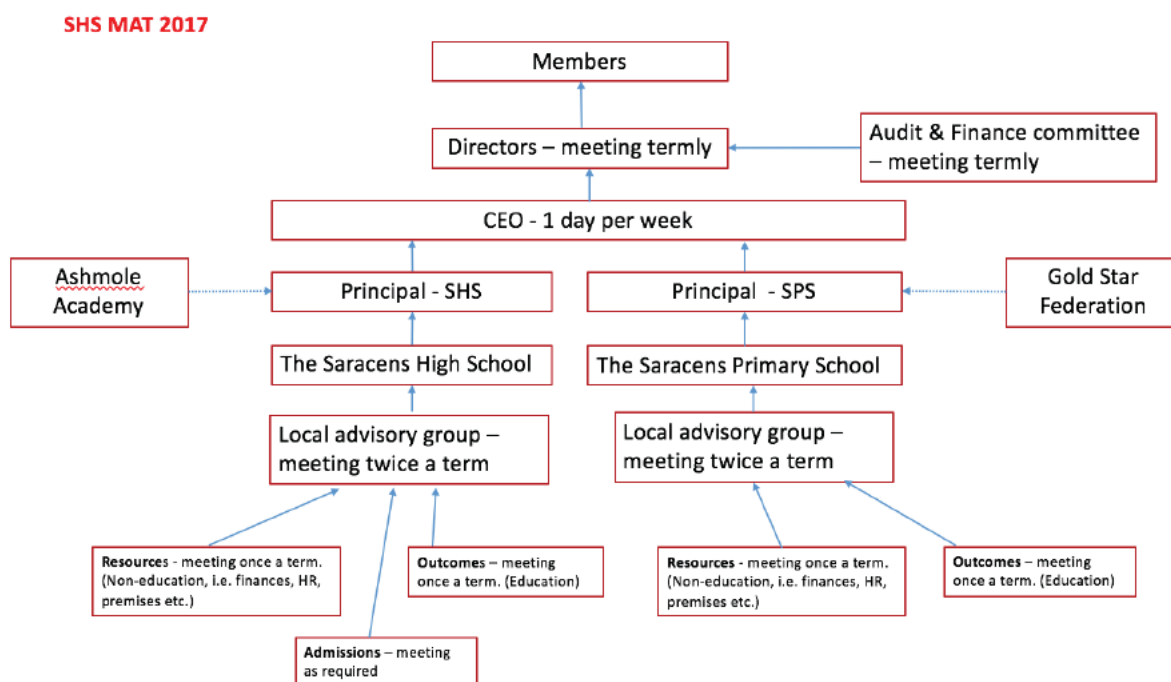 SHS MAT 2017
Members
Directors – meeting termly
Audit & Finance committee
– meeting termly
CEO - 1 day per week
Ashmole
Academy
Principal - SHS
Principal - SPS
Gold Star
Federation
The Saracens High School
The Saracens Primary School
Local advisory group –
meeting twice a term
Local advisory group –
meeting twice a term
Resources - meeting once a term.
(Non-education, i.e. finances, HR,
premises etc.)
Outcomes – meeting
once a term. (Education)
Resources - meeting once a term.
(Non-education, i.e. finances, HR,
premises etc.)
Outcomes – meeting
once a term. (Education)
Admissions – meeting
as required